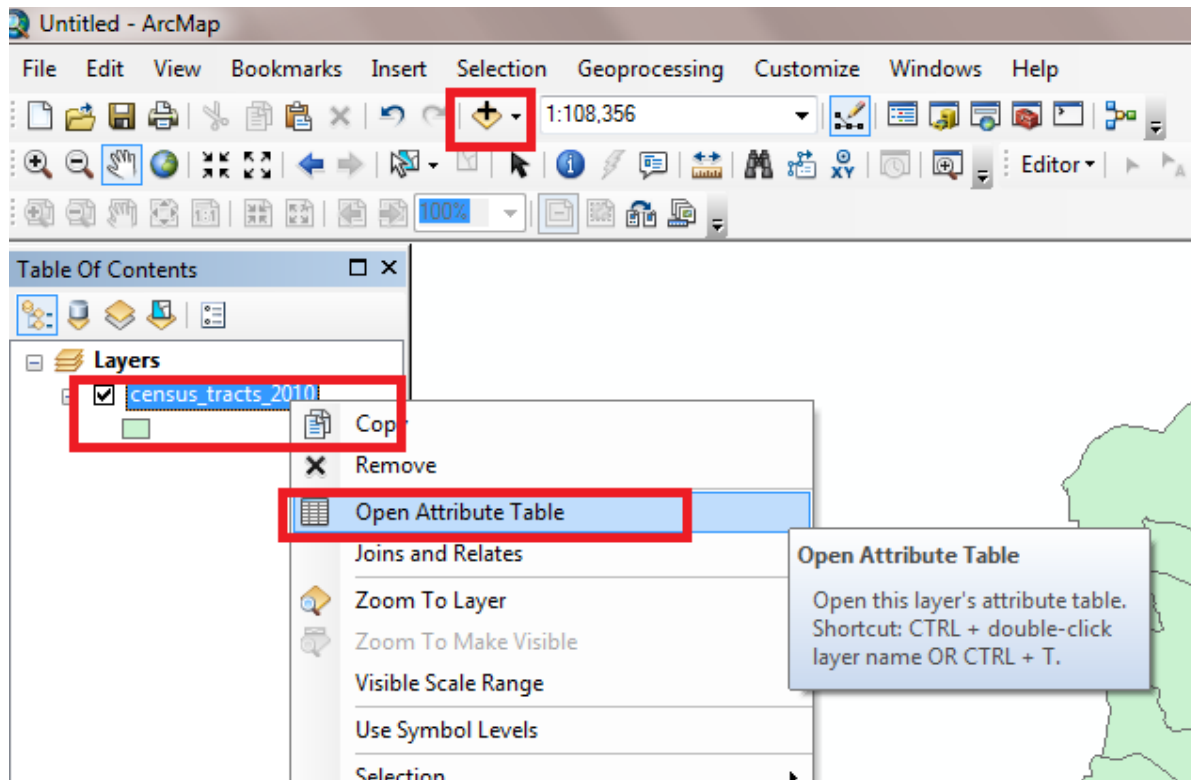 Untitled - ArcMap
File Edit View Bookmarks Insert Selection Geoprocessing Customize Windows Help
1:108,356
XY Editor
1:1 100%
Table Of Contents
Layers
census_tracts_2010
Copy
Remove
Open Attribute Table
Joins and Relates
Open Attribute Table
Zoom To Layer
Open this layer's attribute table.
Zoom To Make Visible
Shortcut: CTRL + double-click
layer name OR CTRL + T.
Visible Scale Range
Use Symbol Levels
Selection